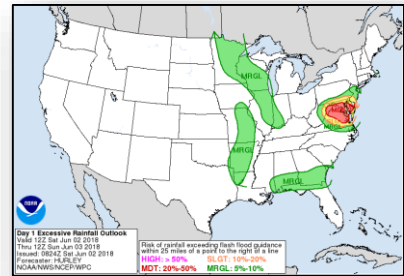 MRGL
MRGL
MRGL
MRGL
NOAA
Day 1 Excessive Rainfall Outlook
Valid 12Z Sat Jun 02 2018
Thru 12Z Sun Jun 03 2018
Issued: 0824Z Sat Jun 02 2018
Forecaster: HURLEY
NOAA/NWS/NCEP/WPC
Risk of rainfall exceeding flash flood guidance
within 25 miles of a point to the right of a line
HIGH: > 50% SLGT: 10%-20%
MDT: 20%-50% MRGL: 5%-10%